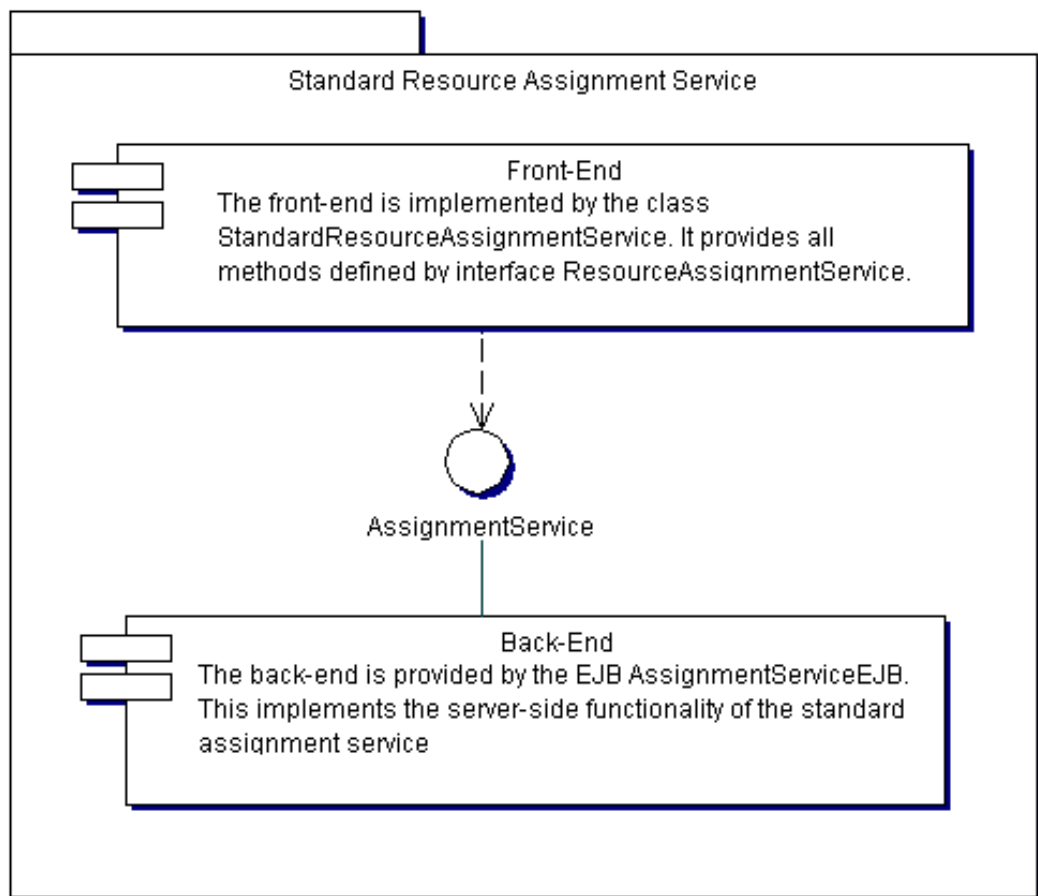 Standard Resource Assignment Service
Front-End
The front-end is implemented by the class
StandardResourceAssignmentService. It provides all
methods defined by interface ResourceAssignmentService.
AssignmentService
Back-End
The back-end is provided by the EJB AssignmentServiceEJB.
This implements the server-side functionality of the standard
assignment service